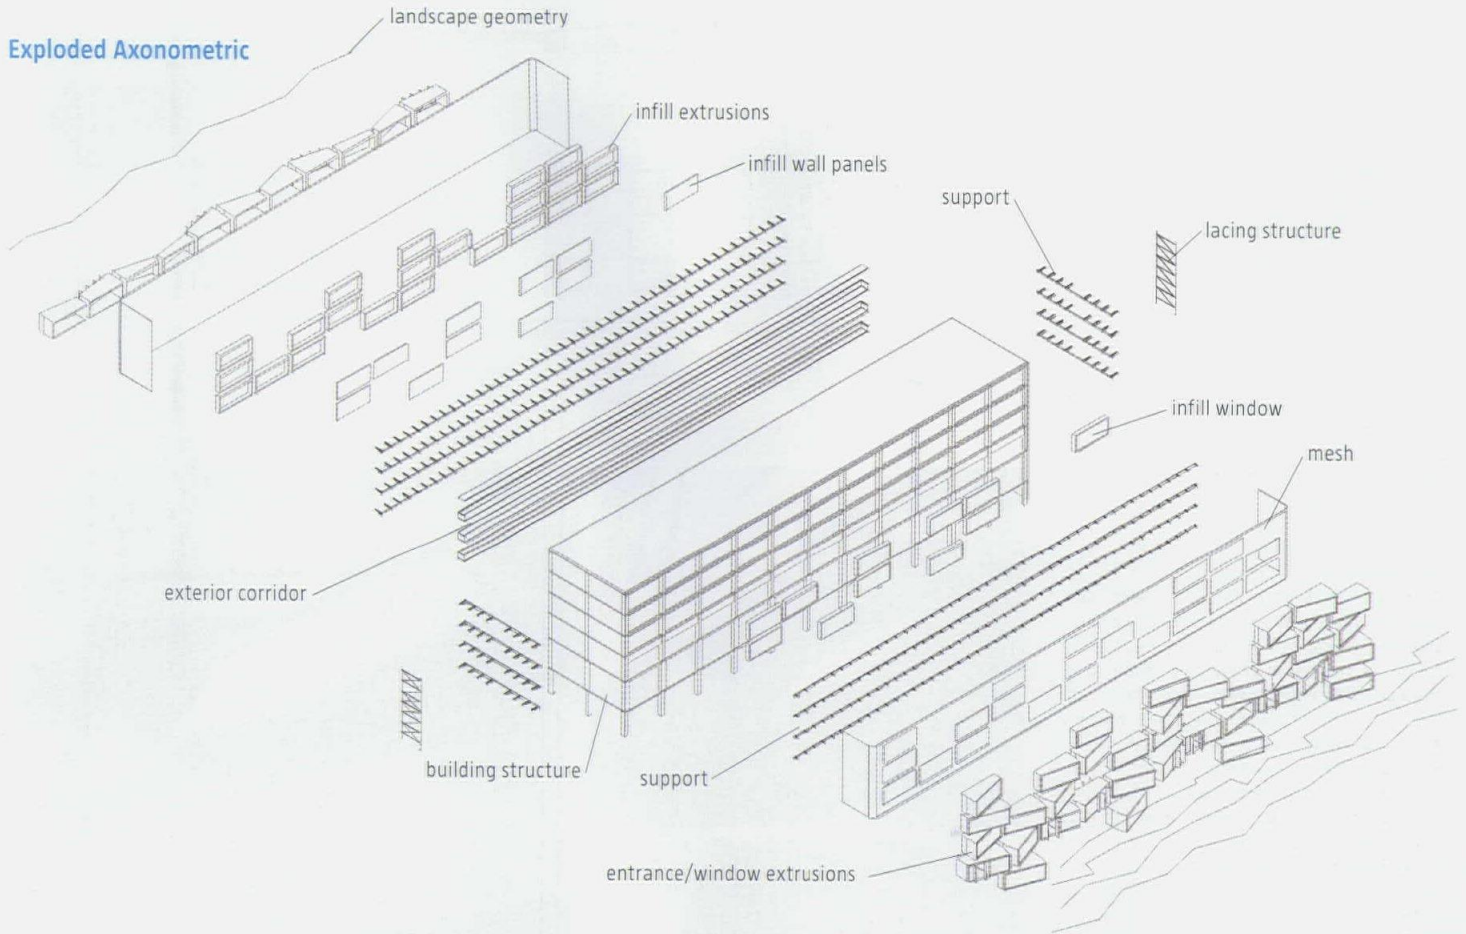 landscape geometry
Exploded Axonometric
infill extrusions
infill wall panels
support
lacing structure
infill window
mesh
exterior corridor
building structure
support
entrance/window extrusions